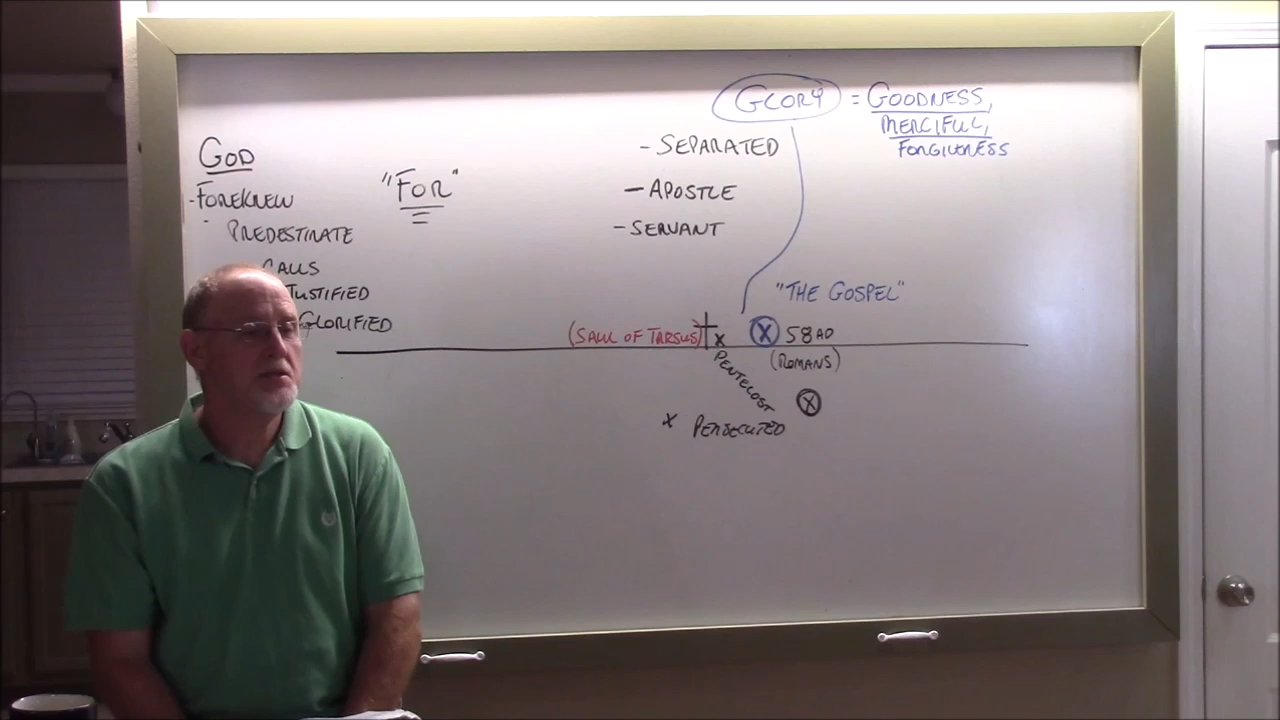 GLORY = GOODNESS,
MERCIFUL,
FORGIVENESS
- SEPARATED
- APOSTLE
- SERVANT
GOD
- FOREKNEW
PREDESTINATE
CALLS
JUSTIFIED
GLORIFIED
"FOR"
"THE GOSPEL"
(SAUL OF TARSUS) x x 58 AD
(ROMANS)
PENTECOST
x
x PERSECUTED